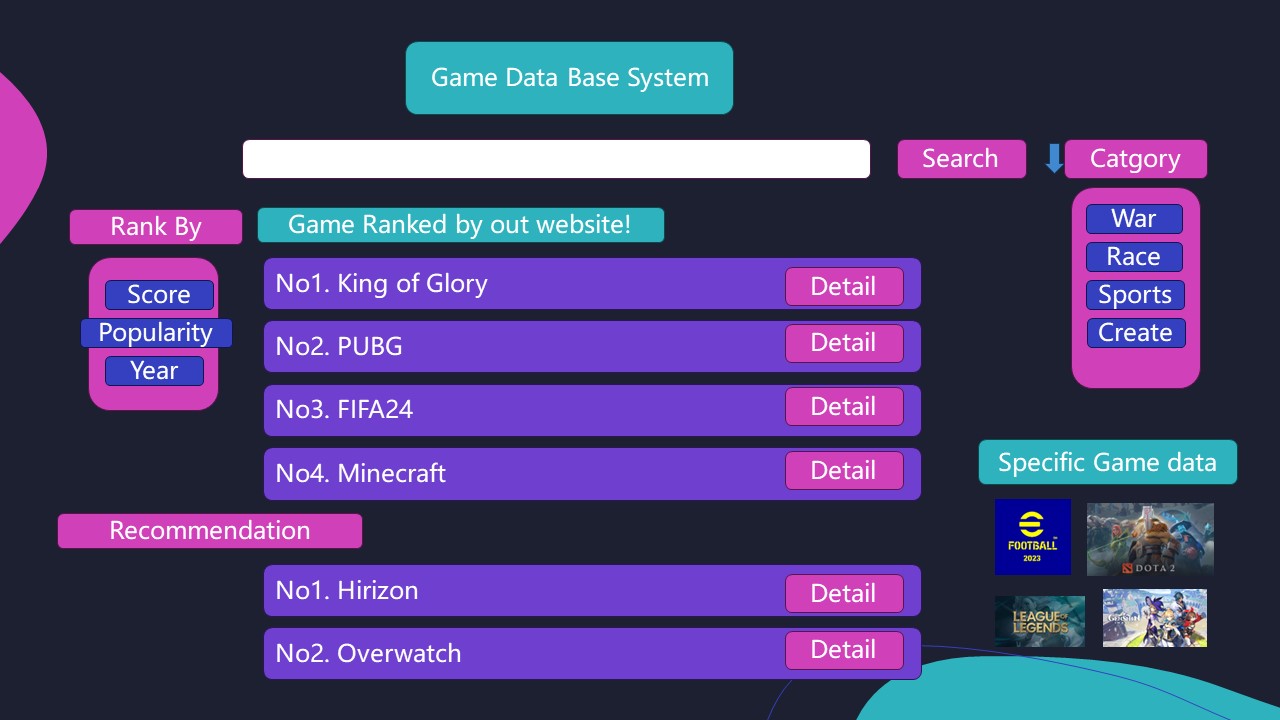 Game Data Base System
Search
Catgory
Rank By
Game Ranked by out website!
War
Race
Sports
Create
Score
Popularity
Year
No1. King of Glory
Detail
No2. PUBG
Detail
No3. FIFA24
Detail
No4. Minecraft
Detail
Specific Game data
FOOTBALL
2023
DOTA 2
LEAGUE OF
LEGENDS
Genshin
Recommendation
No1. Hirizon
Detail
No2. Overwatch
Detail